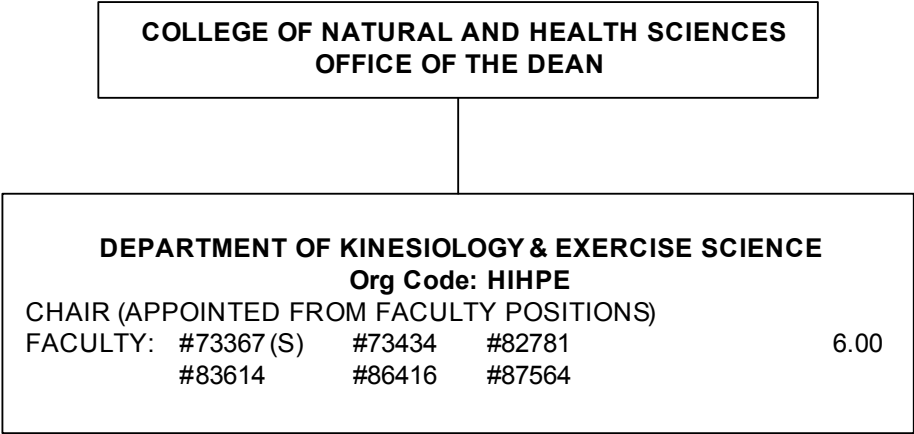 COLLEGE OF NATURAL AND HEALTH SCIENCES
OFFICE OF THE DEAN
DEPARTMENT OF KINESIOLOGY & EXERCISE SCIENCE
Org Code: HIHPE
CHAIR (APPOINTED FROM FACULTY POSITIONS)
FACULTY: #73367 (S) #73434 #82781 6.00
#83614 #86416 #87564